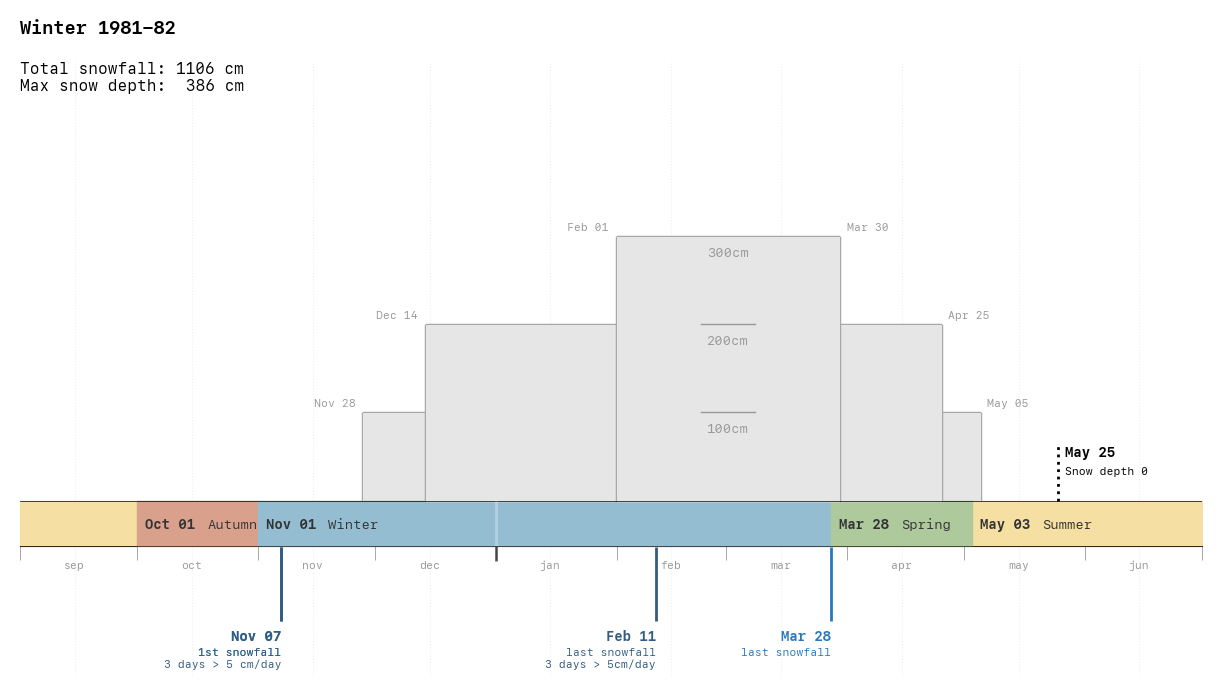 Winter 1981–82
Total snowfall: 1106 cm
Max snow depth:  386 cm
Feb 01
Mar 30
300cm
Dec 14
Apr 25
200cm
Nov 28
May 05
100cm
May 25
Snow depth 0
Oct 01 Autumn Nov 01 Winter Mar 28 Spring May 03 Summer
sep oct nov dec jan feb mar apr may jun
Nov 07
1st snowfall
3 days > 5 cm/day
Feb 11
last snowfall
3 days > 5cm/day
Mar 28
last snowfall